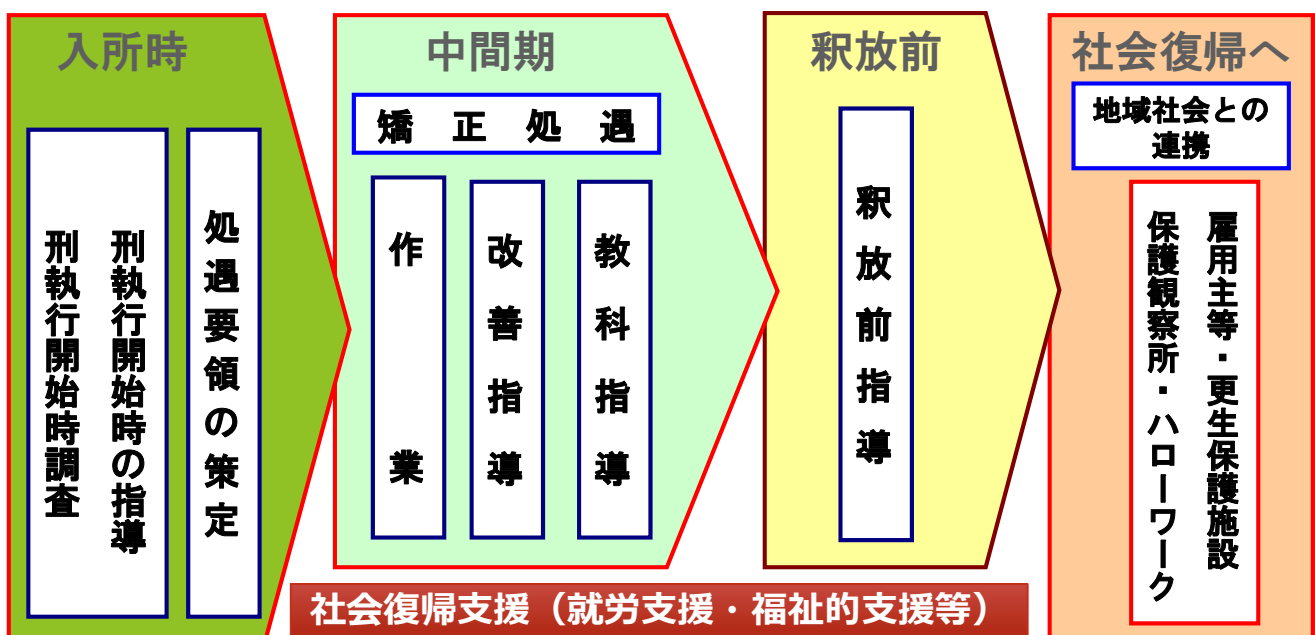 入所時
刑執行開始時の指導
刑執行開始時調査
処遇要領の策定
中間期
矯正処遇
作業
改善指導
教科指導
釈放前
釈放前指導
社会復帰へ
地域社会との
連携
雇用主等・更生保護施設
保護観察所・ハローワーク
社会復帰支援（就労支援・福祉的支援等）